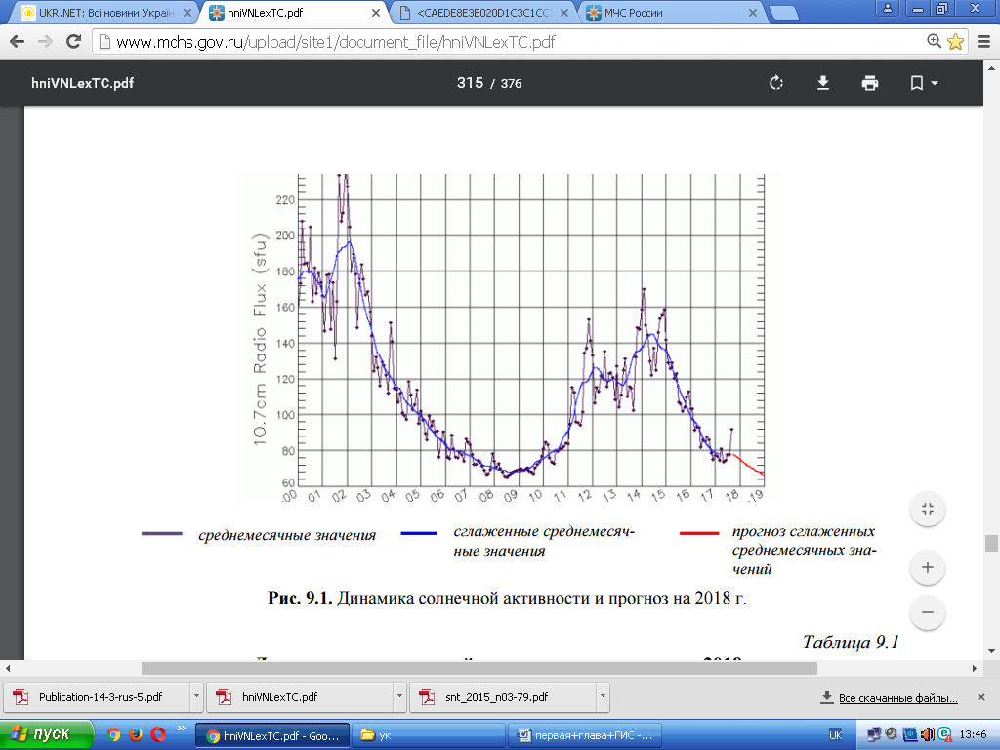 UKR.NET: Всі новини Україн
hniVNLexTC.pdf
<CAEDE8E3E020D1C3C1CC
МЧС России
www.mchs.gov.ru/upload/site1/document_file/hniVNLexTC.pdf
hniVNLexTC.pdf
315 / 376
10.7cm Radio Flux (sfu)
220
200
180
160
140
120
100
80
60
00 01 02 03 04 05 06 07 08 09 10 11 12 13 14 15 16 17 18 19
среднемесячные значения
сглаженные среднемесяч-
ные значения
прогноз сглаженных
среднемесячных зна-
чений
Рис. 9.1. Динамика солнечной активности и прогноз на 2018 г.
Таблица 9.1
Publication-14-3-rus-5.pdf
hniVNLexTC.pdf
snt_2015_n03-79.pdf
Все скачанные файлы...
пуск
hniVNLexTC.pdf - Goo...
ук
первая+глава+ГИС -...
UK
13:46